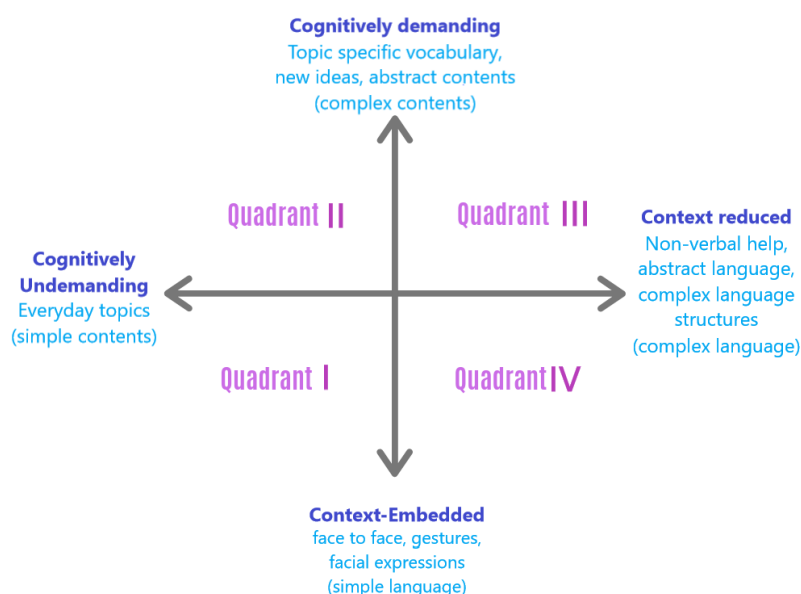 Cognitively demanding
Topic specific vocabulary,
new ideas, abstract contents
(complex contents)
Quadrant II
Quadrant III
Context reduced
Non-verbal help,
abstract language,
complex language
structures
(complex language)
Cognitively
Undemanding
Everyday topics
(simple contents)
Quadrant I
Quadrant IV
Context-Embedded
face to face, gestures,
facial expressions
(simple language)